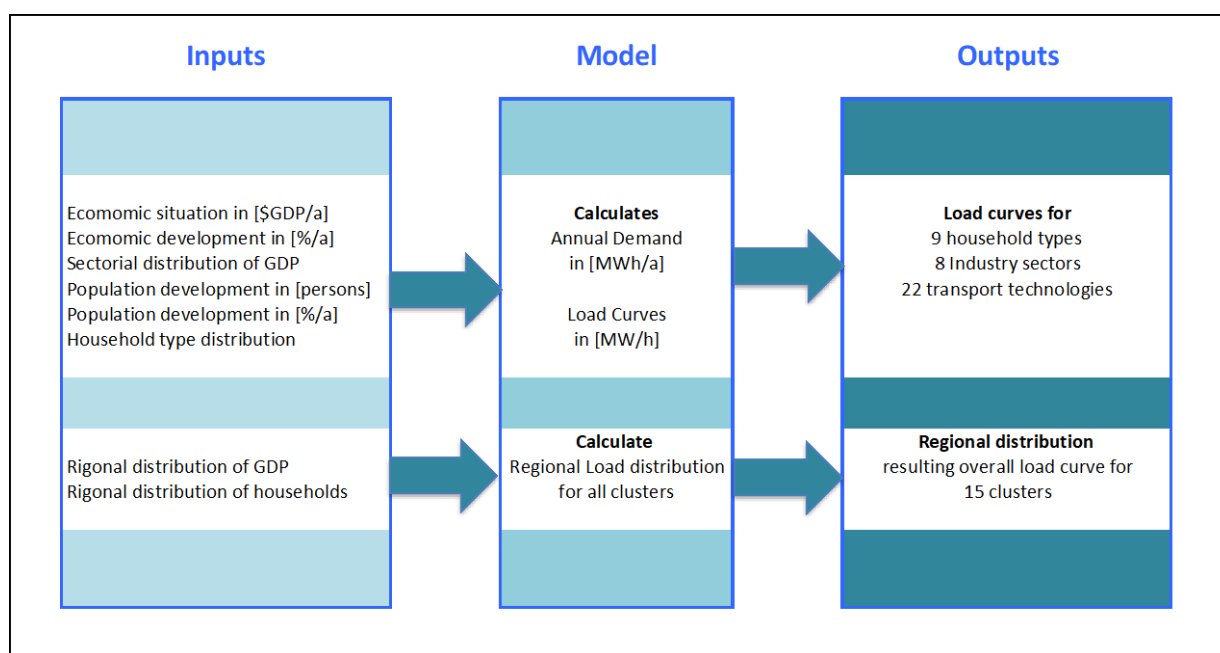 Inputs
Model
Outputs
Ecomomic situation in [$GDP/a]
Economic development in [%/a]
Sectorial distribution of GDP
Population development in [persons]
Population development in [%/a]
Household type distribution
Calculates
Annual Demand
in [MWh/a]
Load Curves
in [MW/h]
Load curves for
9 household types
8 Industry sectors
22 transport technologies
Rigonal distribution of GDP
Rigonal distribution of households
Calculate
Regional Load distribution
for all clusters
Regional distribution
resulting overall load curve for
15 clusters